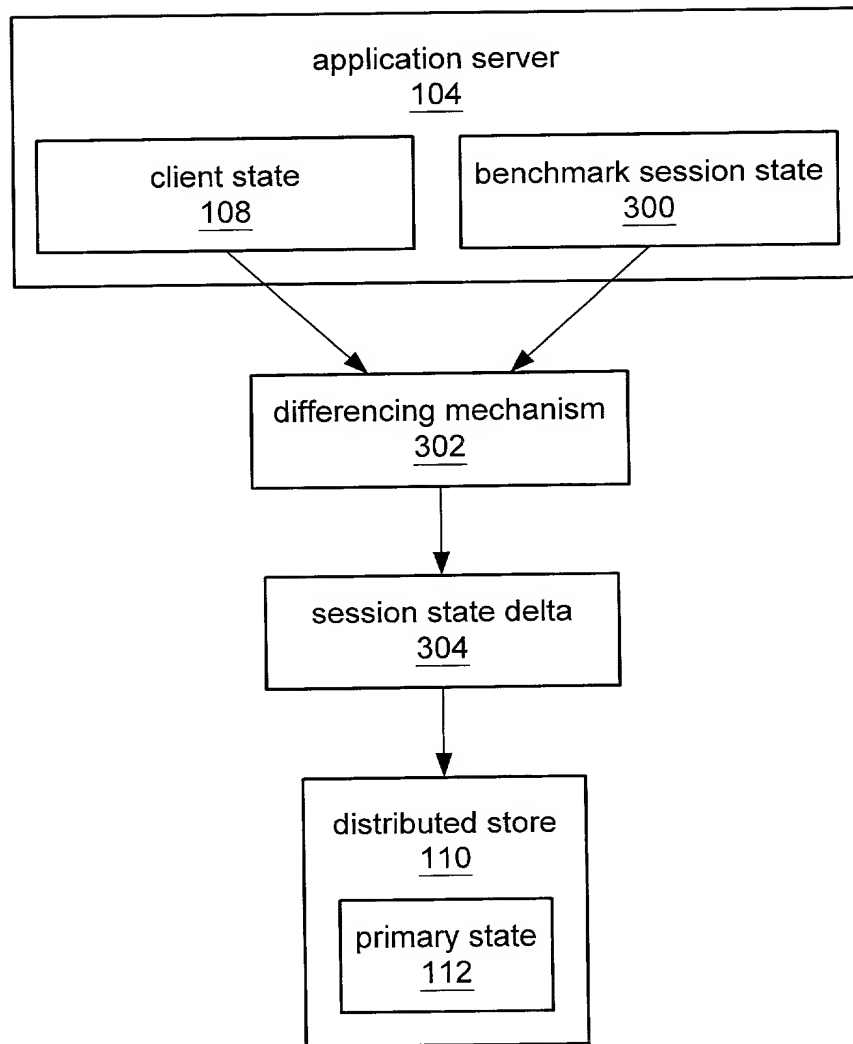 application server
104
client state
108
benchmark session state
300
differencing mechanism
302
session state delta
304
distributed store
110
primary state
112